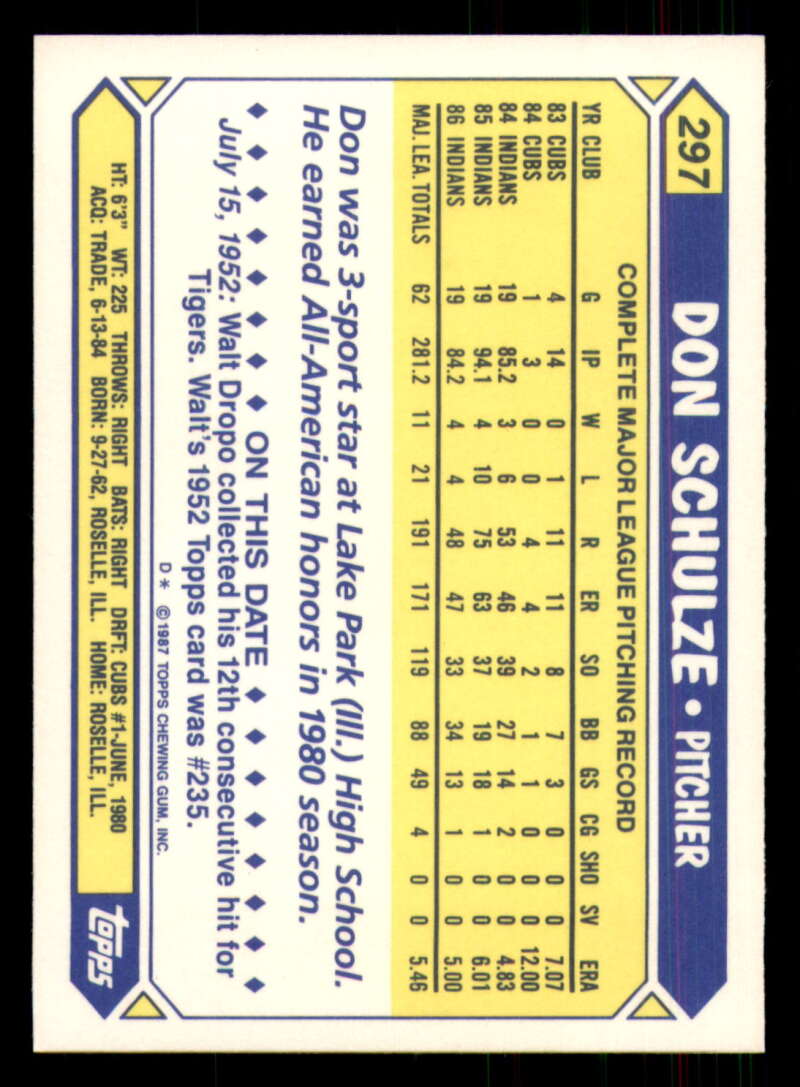 297 DON SCHULZE • PITCHER
COMPLETE MAJOR LEAGUE PITCHING RECORD
YR CLUB G IP W L R ER SO BB GS CG SHO SV ERA
83 CUBS 4 14 0 1 11 11 8 7 3 0 0 0 7.07
84 CUBS 1 3 0 0 4 4 2 1 1 0 0 0 12.00
84 INDIANS 19 85.2 3 6 53 46 39 27 14 2 0 0 4.83
85 INDIANS 19 94.1 4 10 75 63 37 19 18 1 0 0 6.01
86 INDIANS 19 84.2 4 4 48 47 33 34 13 1 0 0 5.00
MAJ. LEA. TOTALS 62 281.2 11 21 191 171 119 88 49 4 0 0 5.46
Don was 3-sport star at Lake Park (Ill.) High School.
He earned All-American honors in 1980 season.
♦ ♦ ♦ ♦ ♦ ♦ ♦ ON THIS DATE ♦ ♦ ♦ ♦ ♦ ♦ ♦
July 15, 1952: Walt Dropo collected his 12th consecutive hit for
Tigers. Walt's 1952 Topps card was #235.
D* ©1987 TOPPS CHEWING GUM, INC.
HT: 6'3" WT: 225 THROWS: RIGHT BATS: RIGHT DRFT: CUBS #1-JUNE, 1980
ACQ: TRADE, 6-13-84 BORN: 9-27-62, ROSELLE, ILL. HOME: ROSELLE, ILL.
topps